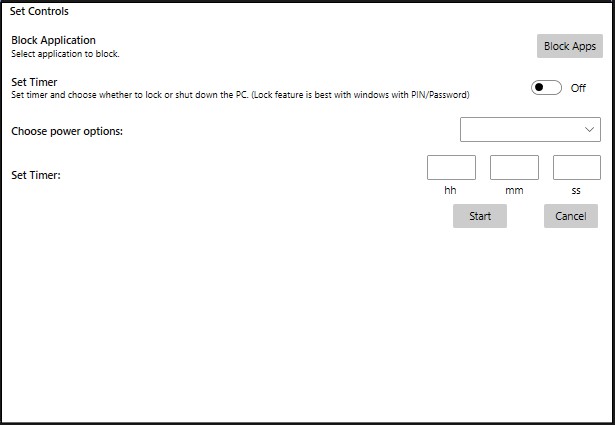 Set Controls
Block Application
Select application to block.
Block Apps
Set Timer
Set timer and choose whether to lock or shut down the PC. (Lock feature is best with windows with PIN/Password)
Off
Choose power options:
Set Timer:
hh mm ss
Start Cancel